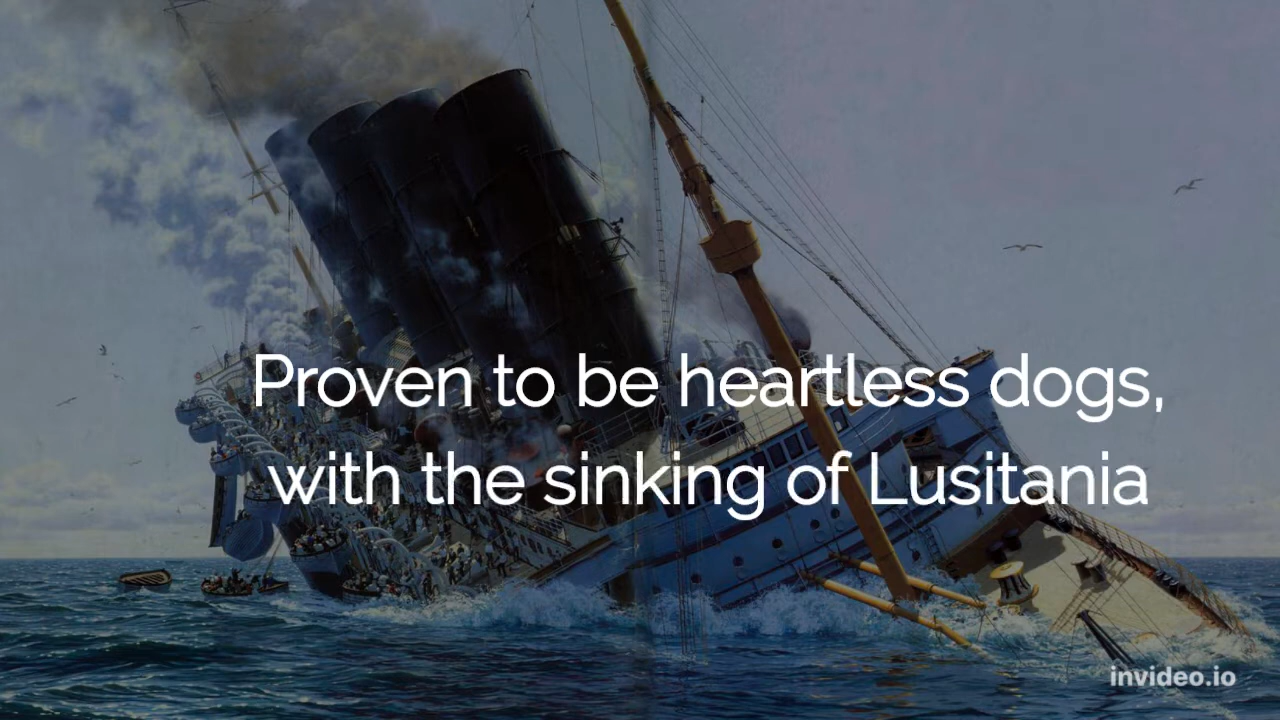 Proven to be heartless dogs,
with the sinking of Lusitania
invideo.io